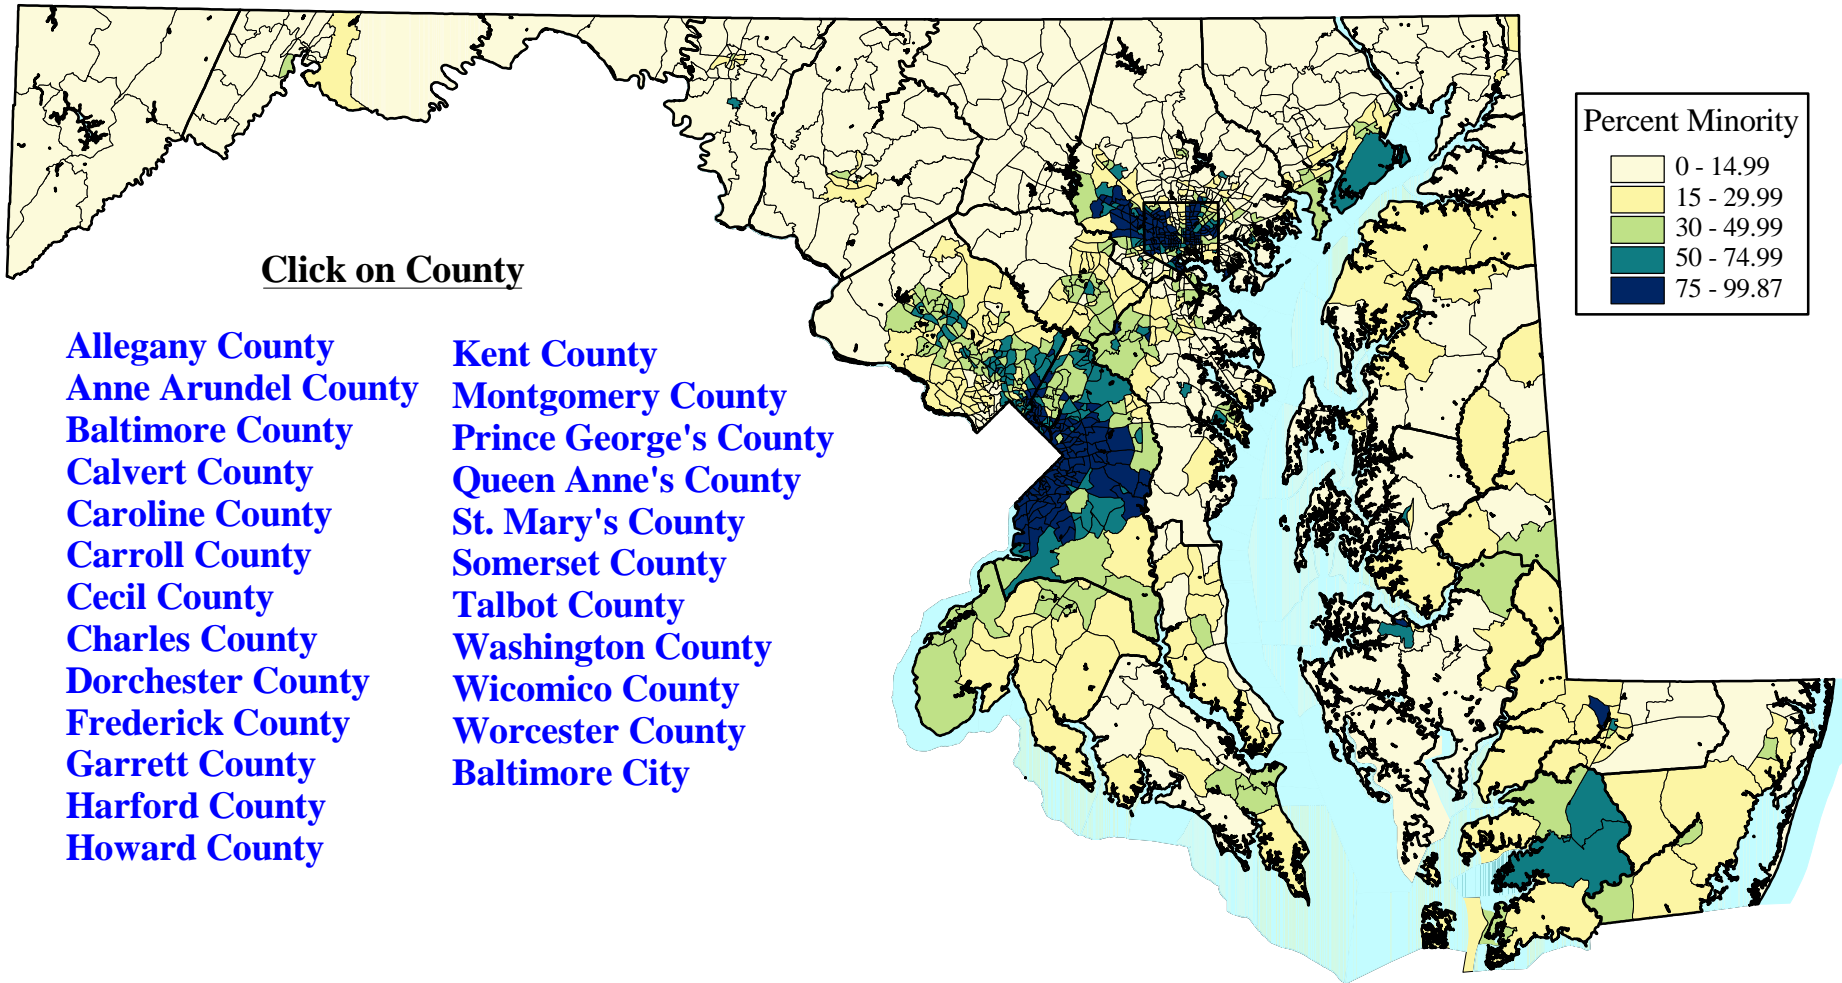 Percent Minority
0 - 14.99
15 - 29.99
30 - 49.99
50 - 74.99
75 - 99.87
Click on County
Allegany County
Anne Arundel County
Baltimore County
Calvert County
Caroline County
Carroll County
Cecil County
Charles County
Dorchester County
Frederick County
Garrett County
Harford County
Howard County
Kent County
Montgomery County
Prince George's County
Queen Anne's County
St. Mary's County
Somerset County
Talbot County
Washington County
Wicomico County
Worcester County
Baltimore City